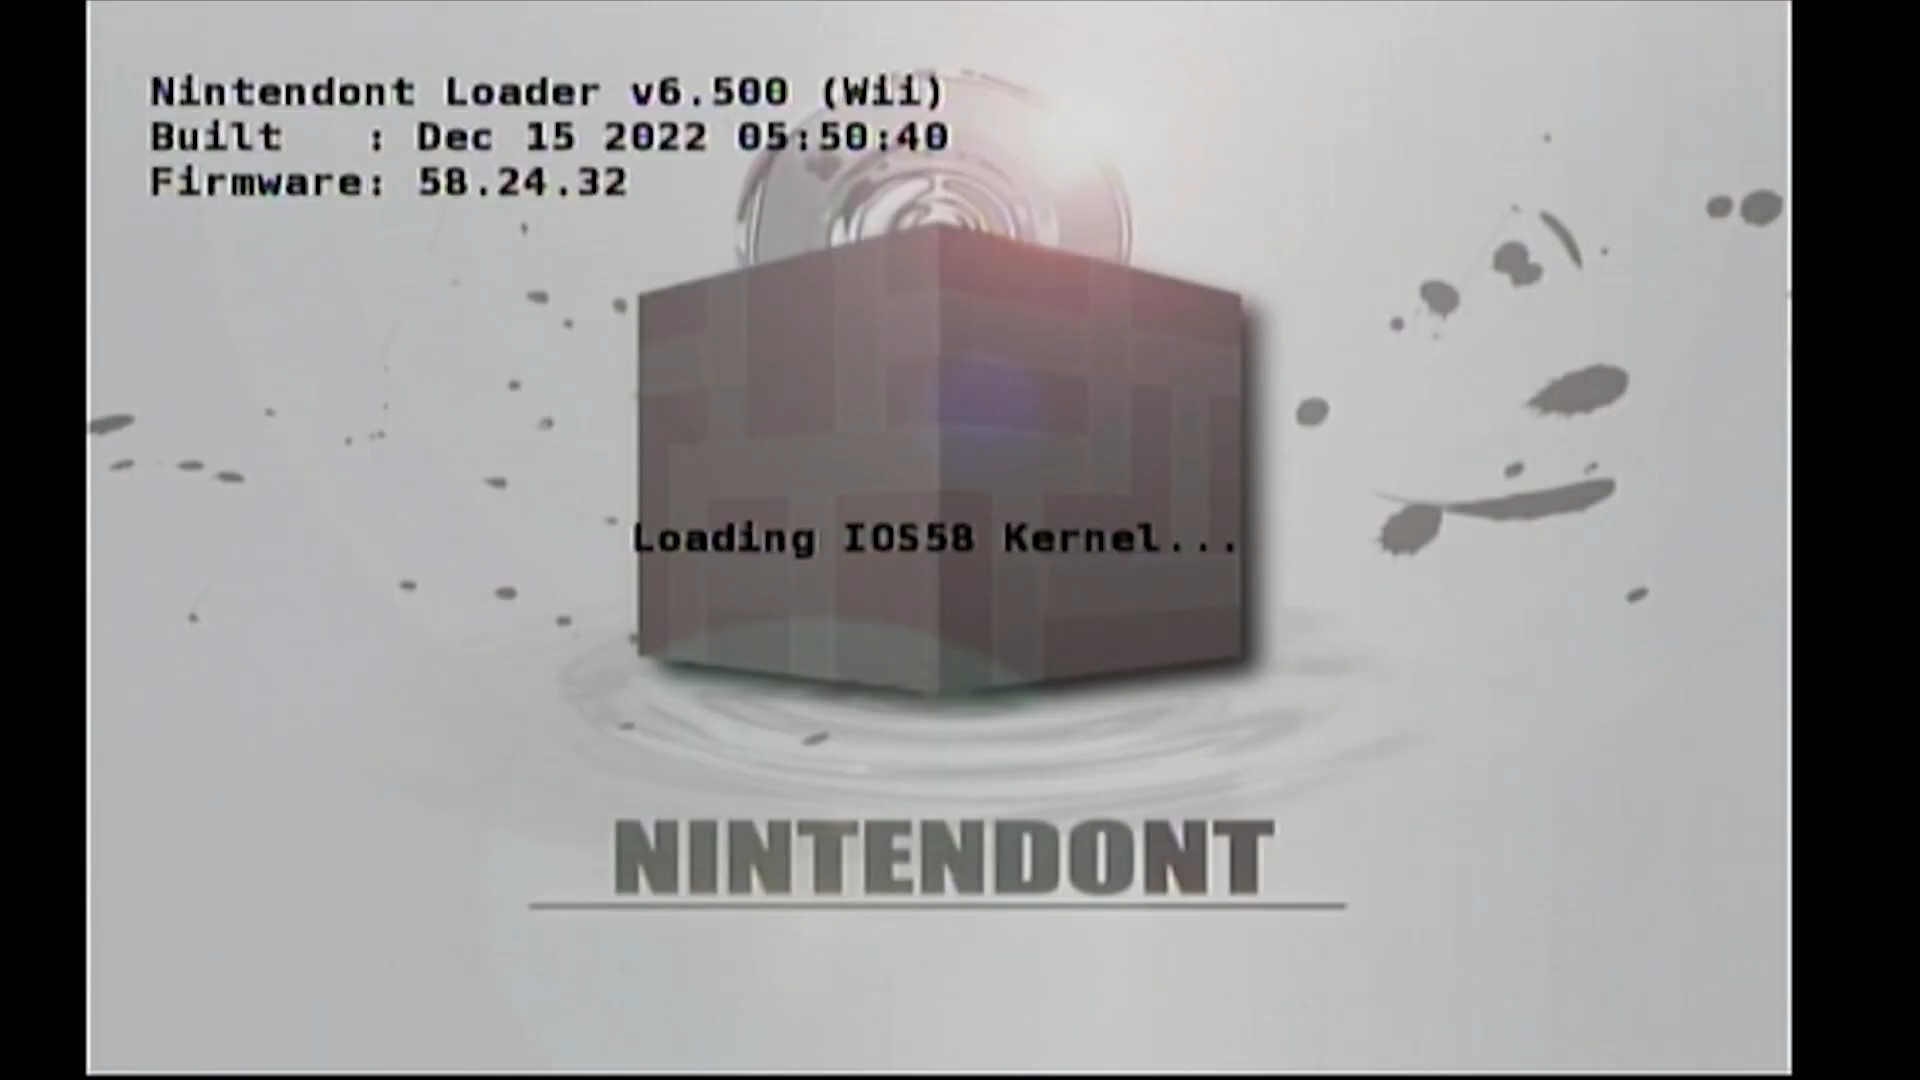 Nintendont Loader v6.500 (Wii)
Built   : Dec 15 2022 05:50:40
Firmware: 58.24.32
Loading IOS58 Kernel...
NINTENDONT